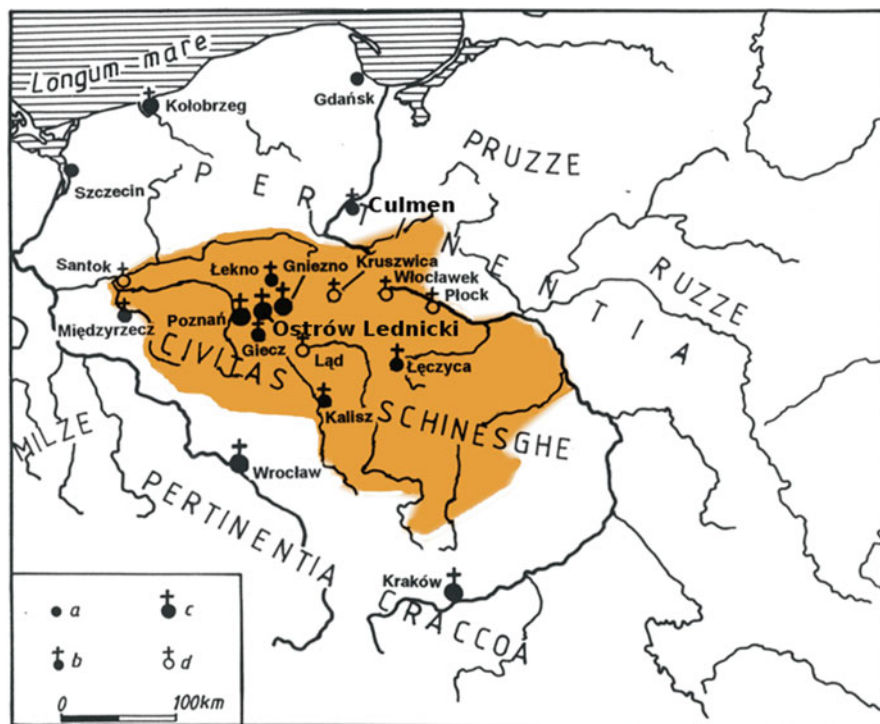 Longum mare
Kołobrzeg
Gdańsk
PRUZZE
Szczecin
PERTINENTIA
Culmen
Santok
Łekno
Gniezno
Kruszwica
Włocławek
Płock
RUZZE
Międzyrzecz
Poznań
Ostrów Lednicki
Giecz
Ląd
Łęczyca
CIVITAS
Kalisz
SCHINESGHE
MILZE
Wrocław
PERTINENTIA
Kraków
CRACCOA
a
c
b
d
0 100km